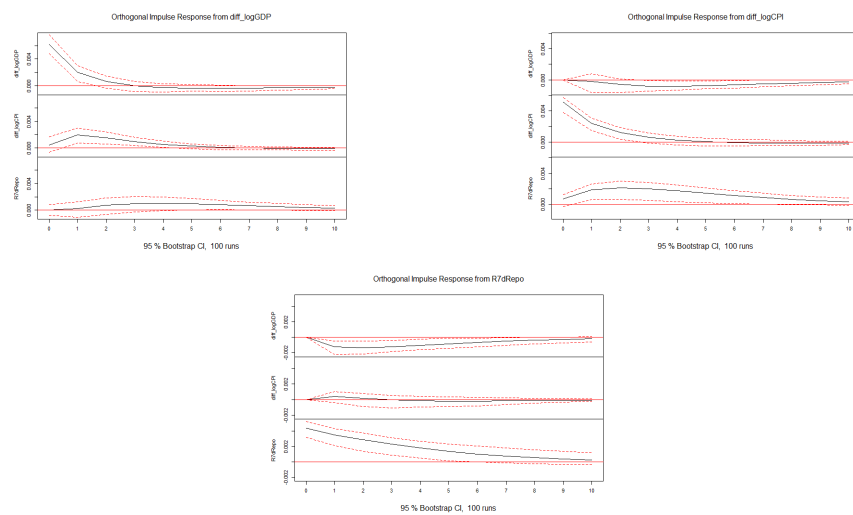 Orthogonal Impulse Response from diff_logGDP
diff_logGDP
0.004
0.000
diff_logCPI
0.004
0.000
R7dRepo
0.004
0.000
0 1 2 3 4 5 6 7 8 9 10
95 % Bootstrap CI, 100 runs
Orthogonal Impulse Response from diff_logCPI
diff_logGDP
0.004
0.000
diff_logCPI
0.004
0.000
R7dRepo
0.004
0.000
0 1 2 3 4 5 6 7 8 9 10
95 % Bootstrap CI, 100 runs
Orthogonal Impulse Response from R7dRepo
diff_logGDP
0.002
-0.002
diff_logCPI
0.002
-0.002
R7dRepo
0.002
-0.002
0 1 2 3 4 5 6 7 8 9 10
95 % Bootstrap CI, 100 runs